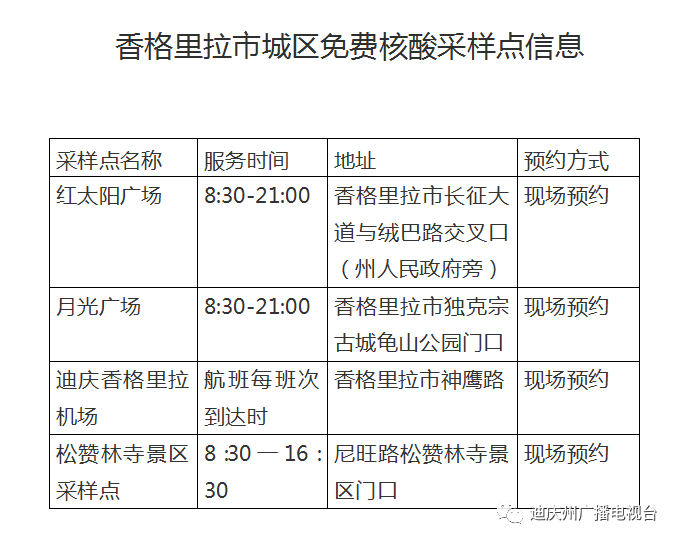 香格里拉市城区免费核酸采样点信息
采样点名称 服务时间 地址 预约方式
红太阳广场 8:30-21:00 香格里拉市长征大 现场预约
道与绒巴路交叉口
（州人民政府旁）
月光广场 8:30-21:00 香格里拉市独克宗 现场预约
古城龟山公园门口
迪庆香格里拉 航班每班次 香格里拉市神鹰路 现场预约
机场 到达时
松赞林寺景区 8:30一16: 尼旺路松赞林寺景 现场预约
采样点 30 区门口
迪庆州广播电视台